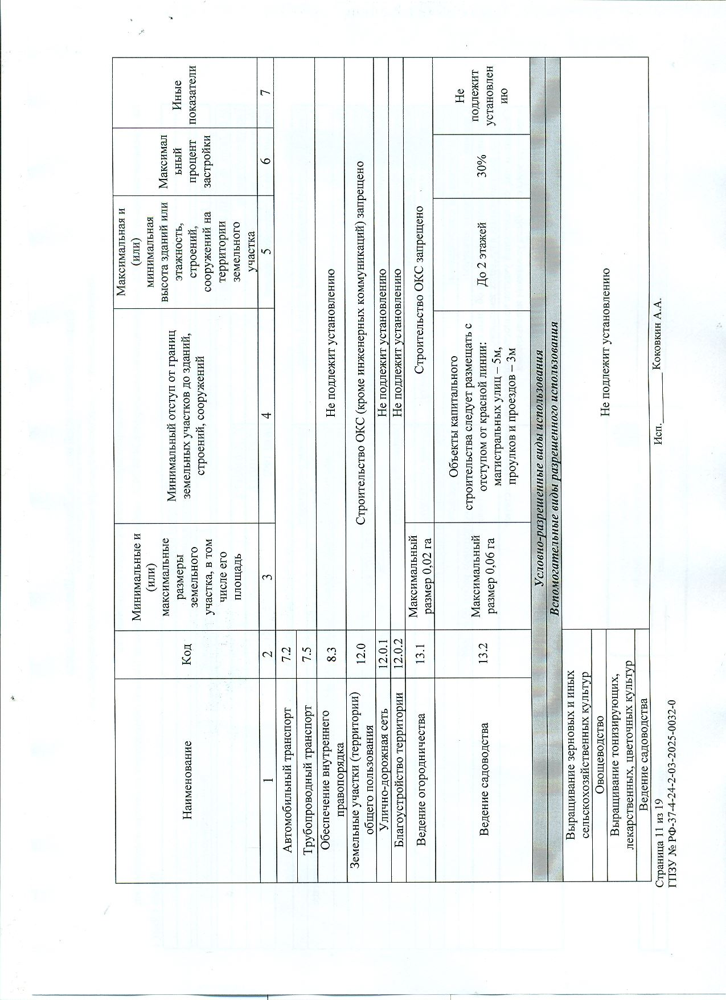 Наименование
Код
Минимальные и
(или)
максимальные
размеры
земельного
участка, в том
числе его
площадь
Минимальный отступ от границ
земельных участков до зданий,
строений, сооружений
Максимальная и
(или)
минимальная
высота зданий или
этажность,
строений,
сооружений на
территории
земельного
участка
Максимал
ьный
процент
застройки
Иные
показатели
1
2
3
4
5
6
7
Автомобильный транспорт
7.2
Трубопроводный транспорт
7.5
Обеспечение внутреннего
правопорядка
8.3
Не подлежит установлению
Земельные участки (территории)
общего пользования
12.0
Строительство ОКС (кроме инженерных коммуникаций) запрещено
Улично-дорожная сеть
12.0.1
Не подлежит установлению
Благоустройство территории
12.0.2
Не подлежит установлению
Ведение огородничества
13.1
Максимальный
размер 0,02 га
Строительство ОКС запрещено
Ведение садоводства
13.2
Максимальный
размер 0,06 га
Объекты капитального
строительства следует размещать с
отступом от красной линии:
магистральных улиц – 5м,
проулков и проездов – 3м
До 2 этажей
30%
Не
подлежит
установлен
ию
Условно-разрешенные виды использования
Вспомогательные виды разрешенного использования
Выращивание зерновых и иных
сельскохозяйственных культур
Овощеводство
Выращивание тонизирующих,
лекарственных, цветочных культур
Ведение садоводства
Не подлежит установлению
Страница 11 из 19
Исп.________Коковкин А.А.
ГПЗУ № РФ-37-4-24-2-03-2025-0032-0